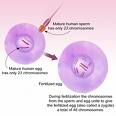 Mature human sperm
has only 23 chromosomes
Mature human egg
has only 23 chromosomes
Fertilized egg
During fertilization the chromosomes
from the sperm and egg unite to give
the fertilized egg (also called a zygote)
a total of 46 chromosomes.